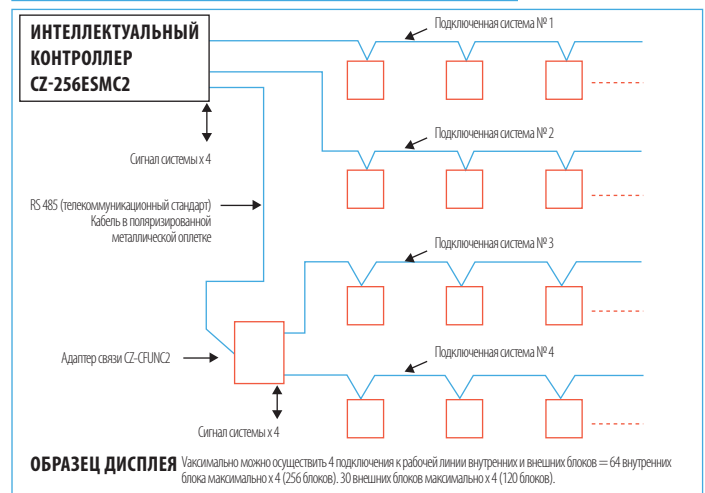 ИНТЕЛЛЕКТУАЛЬНЫЙ
КОНТРОЛЛЕР
CZ-256ESMC2
Подключенная система № 1
Сигнал системы x 4
Подключенная система № 2
RS 485 (телекоммуникационный стандарт)
Кабель в поляризированной
металлической оплетке
Подключенная система № 3
Адаптер связи CZ-CFUNC2
Подключенная система № 4
Сигнал системы x 4
ОБРАЗЕЦ ДИСПЛЕЯ Vаксимально можно осуществить 4 подключения к рабочей линии внутренних и внешних блоков = 64 внутренних
блока максимально x 4 (256 блоков). 30 внешних блоков максимально x 4 (120 блоков).